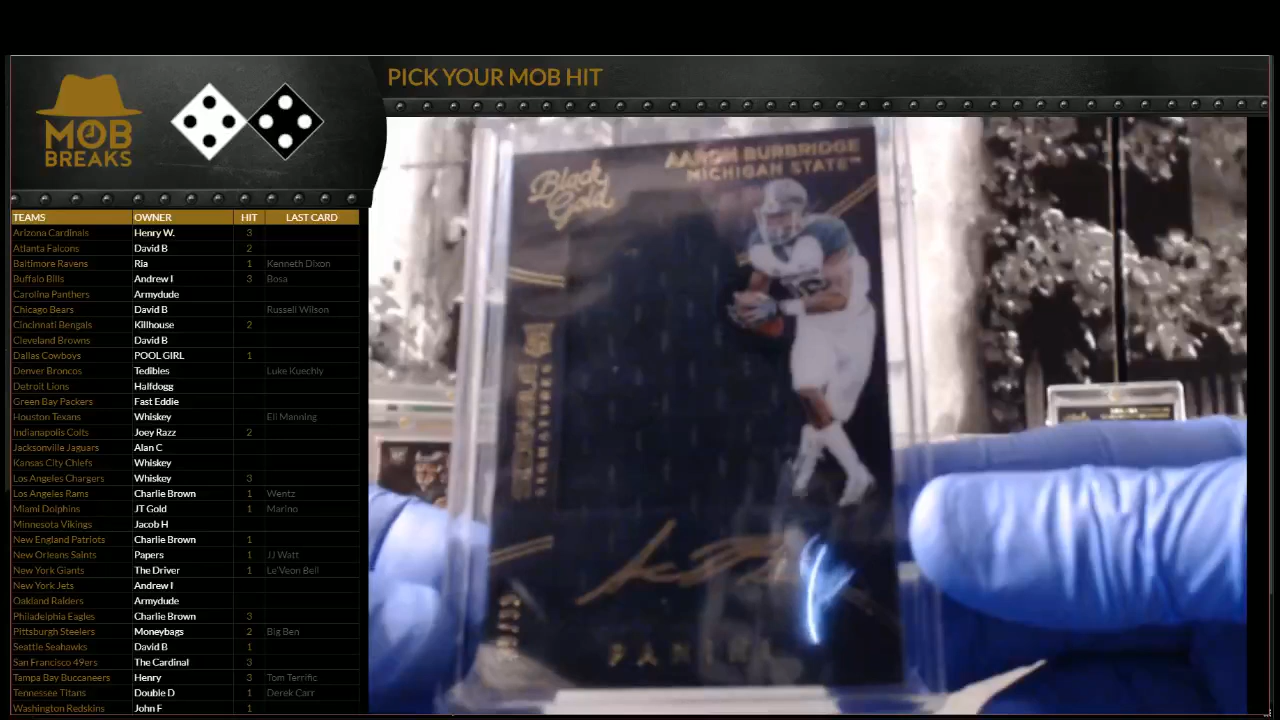 PICK YOUR MOB HIT
MOB
BREAKS
TEAMS OWNER HIT LAST CARD
Arizona Cardinals Henry W. 3
Atlanta Falcons David B 2
Baltimore Ravens Ria 1 Kenneth Dixon
Buffalo Bills Andrew I 3 Bosa
Carolina Panthers Armydude
Chicago Bears David B Russell Wilson
Cincinnati Bengals Killhouse 2
Cleveland Browns David B
Dallas Cowboys POOL GIRL 1
Denver Broncos Tedibles Luke Kuechly
Detroit Lions Halfdogg
Green Bay Packers Fast Eddie
Houston Texans Whiskey Eli Manning
Indianapolis Colts Joey Razz 2
Jacksonville Jaguars Alan C
Kansas City Chiefs Whiskey
Los Angeles Chargers Whiskey 3
Los Angeles Rams Charlie Brown 1 Wentz
Miami Dolphins JT Gold 1 Marino
Minnesota Vikings Jacob H
New England Patriots Charlie Brown 1
New Orleans Saints Papers 1 JJ Watt
New York Giants The Driver 1 Le'Veon Bell
New York Jets Andrew I
Oakland Raiders Armydude
Philadelphia Eagles Charlie Brown 3
Pittsburgh Steelers Moneybags 2 Big Ben
Seattle Seahawks David B 1
San Francisco 49ers The Cardinal 3
Tampa Bay Buccaneers Henry 3 Tom Terrific
Tennessee Titans Double D 1 Derek Carr
Washington Redskins John F 1
Black
Gold
AARON BURBRIDGE
MICHIGAN STATE™
SIGNATURES
PANINI